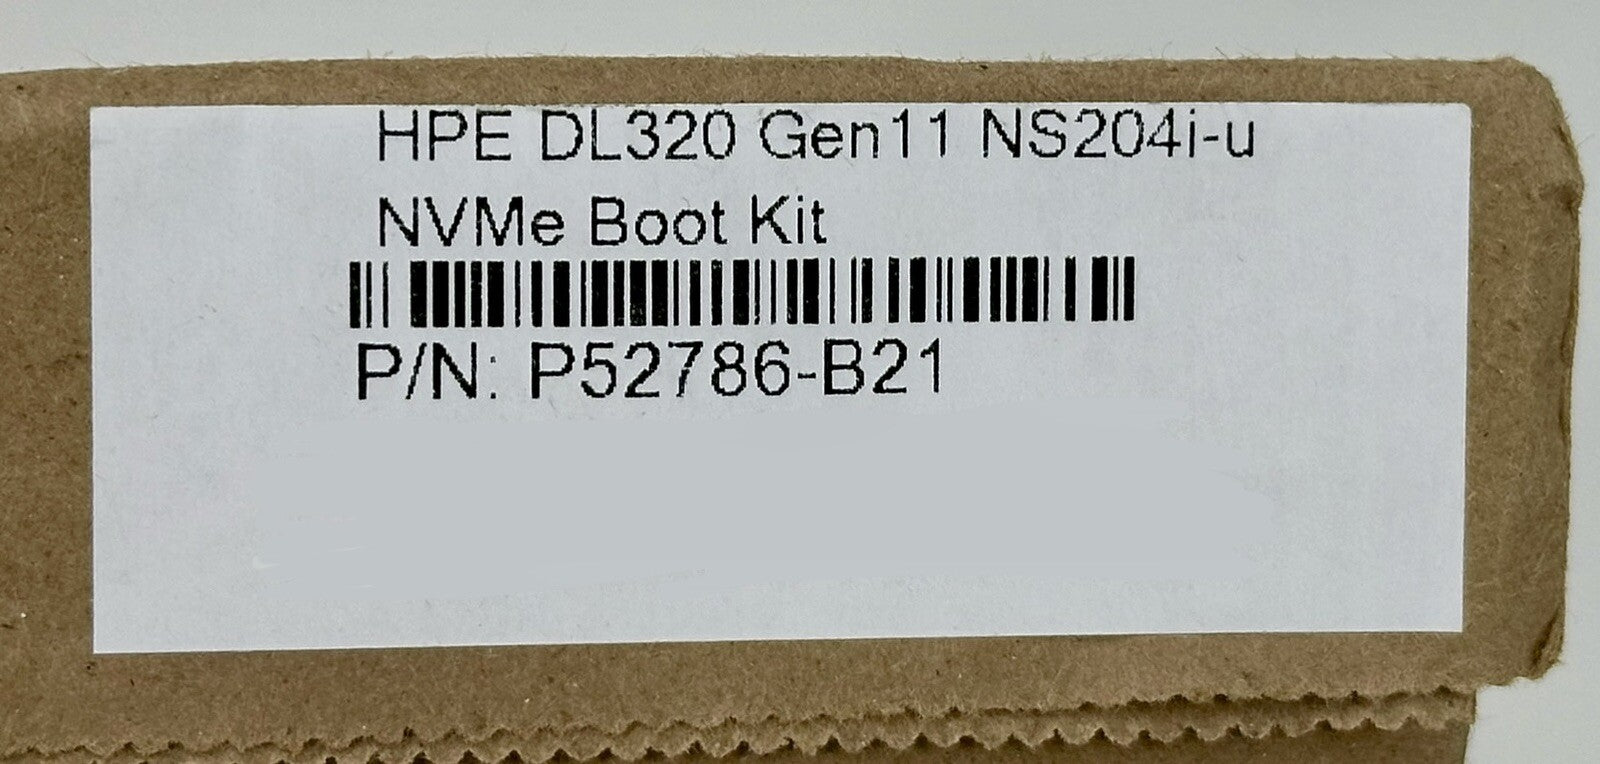 HPE DL320 Gen11 NS204i-u
NVMe Boot Kit
P/N: P52786-B21